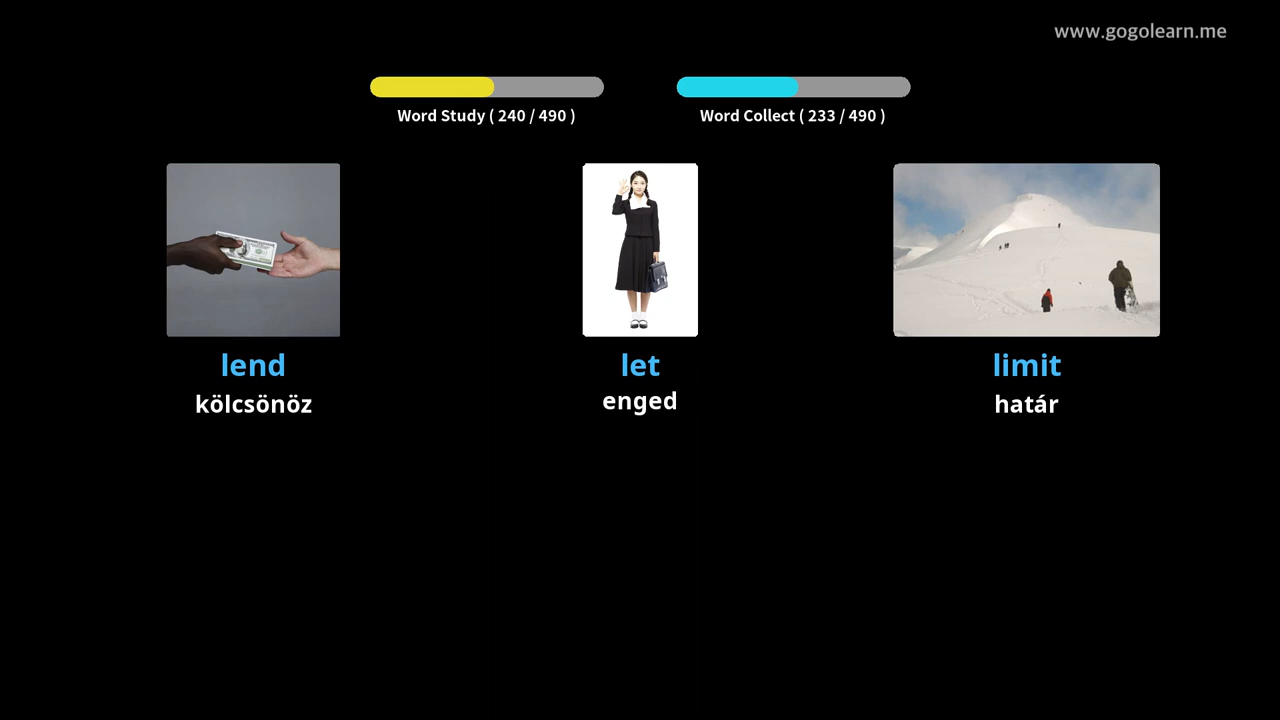 www.gogolearn.me
Word Study ( 240 / 490 )
Word Collect ( 233 / 490 )
lend
kölcsönöz
let
enged
limit
határ